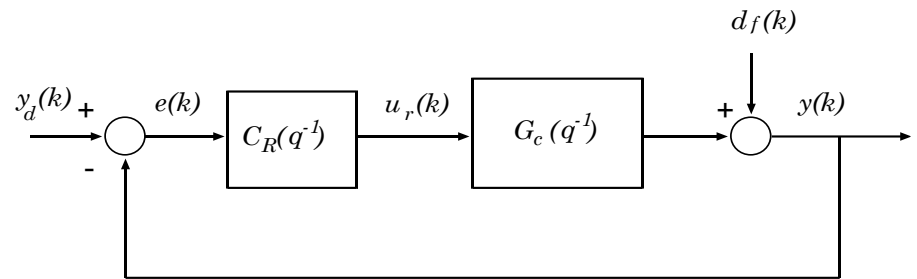 d_f(k)
y_d(k) + e(k) C_R(q^{-1}) u_r(k) G_c(q^{-1}) + y(k)
-